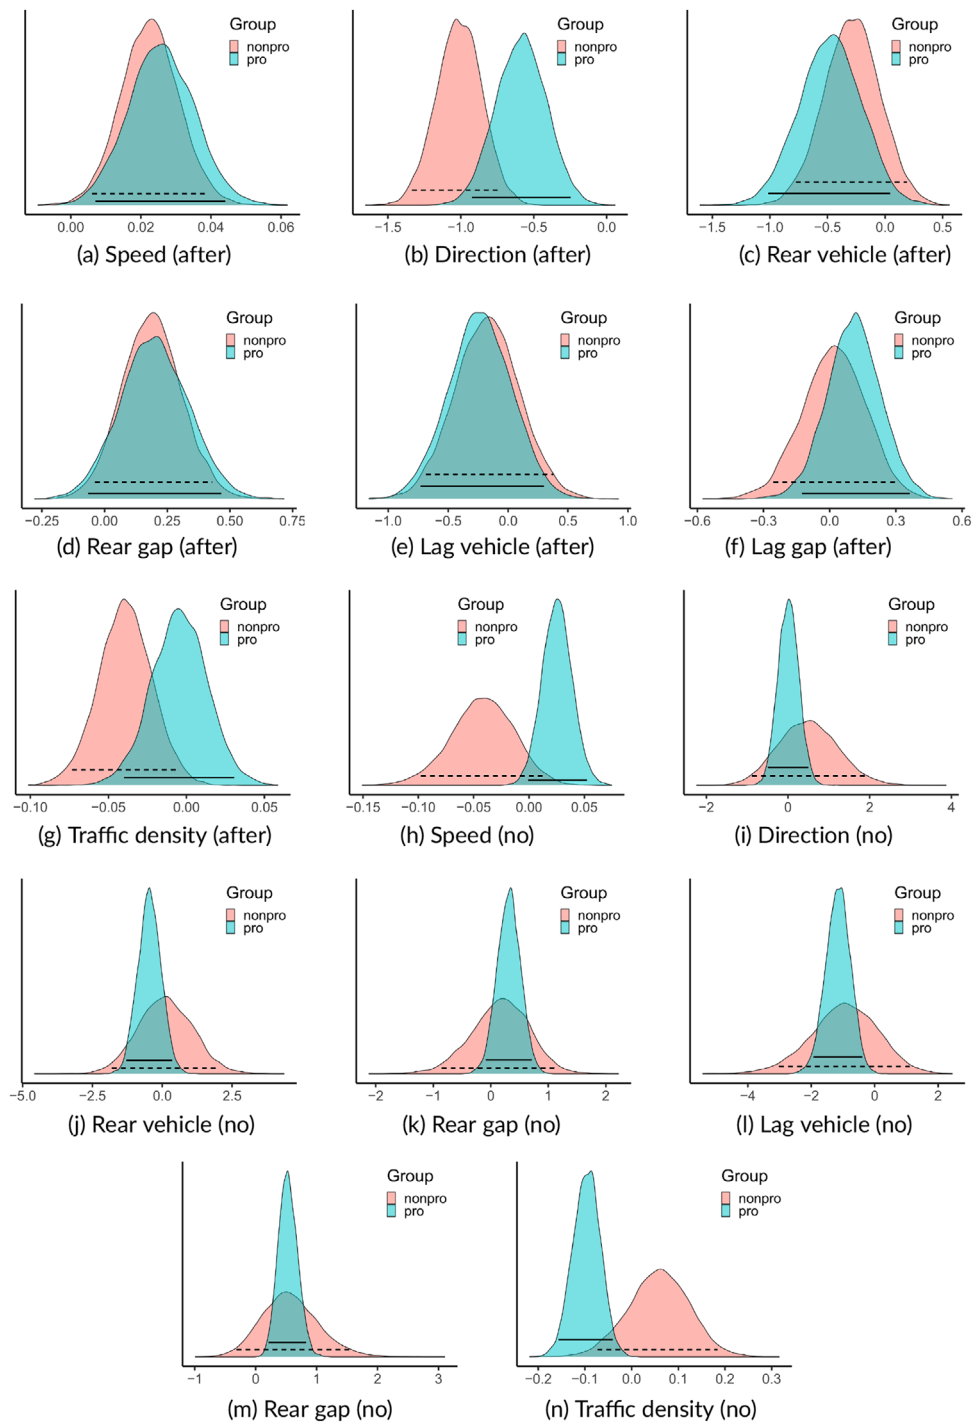 Group Group Group
nonpro nonpro nonpro
pro pro pro
0.00 0.02 0.04 0.06 −1.5 −1.0 −0.5 0.0 −1.5 −1.0 −0.5 0.0 0.5
(a) Speed (after) (b) Direction (after) (c) Rear vehicle (after)
Group Group Group
nonpro nonpro nonpro
pro pro pro
−0.25 0.00 0.25 0.50 0.75 −1.0 −0.5 0.0 0.5 1.0 −0.6 −0.3 0.0 0.3 0.6
(d) Rear gap (after) (e) Lag vehicle (after) (f) Lag gap (after)
Group Group Group
nonpro nonpro nonpro
pro pro pro
−0.10 −0.05 0.00 0.05 −0.15 −0.10 −0.05 0.00 0.05 −2 0 2 4
(g) Traffic density (after) (h) Speed (no) (i) Direction (no)
Group Group Group
nonpro nonpro nonpro
pro pro pro
−5.0 −2.5 0.0 2.5 −2 −1 0 1 2 −4 −2 0 2
(j) Rear vehicle (no) (k) Rear gap (no) (l) Lag vehicle (no)
Group Group
nonpro nonpro
pro pro
−1 0 1 2 3 −0.2 −0.1 0.0 0.1 0.2 0.3
(m) Rear gap (no) (n) Traffic density (no)